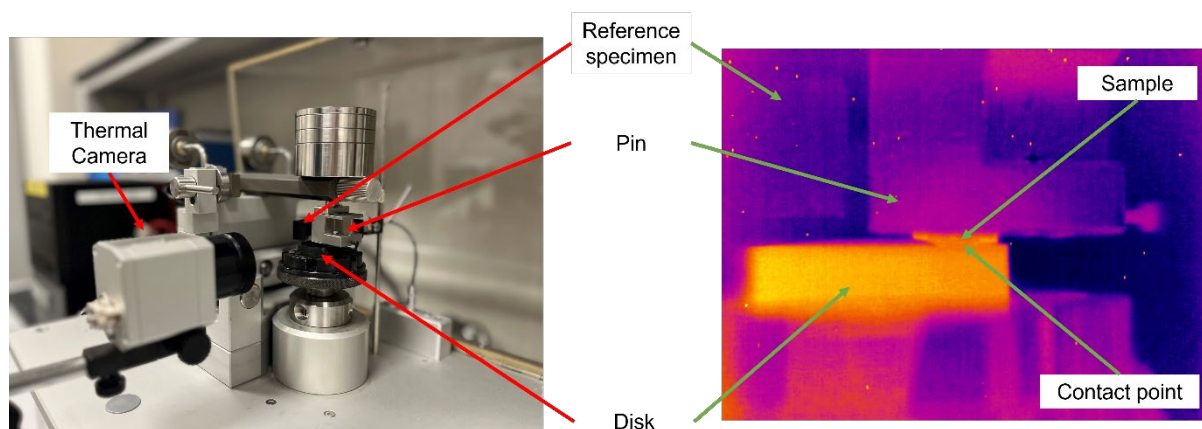 Reference
specimen
Thermal
Camera
Sample
Pin
Contact point
Disk